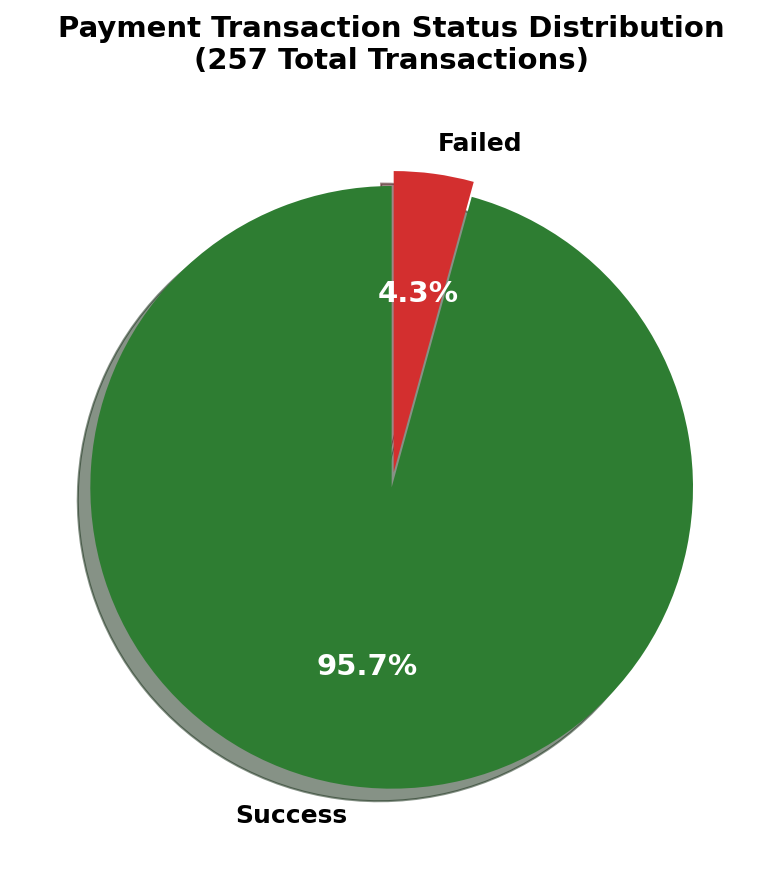 Payment Transaction Status Distribution
(257 Total Transactions)
Failed
4.3%
95.7%
Success